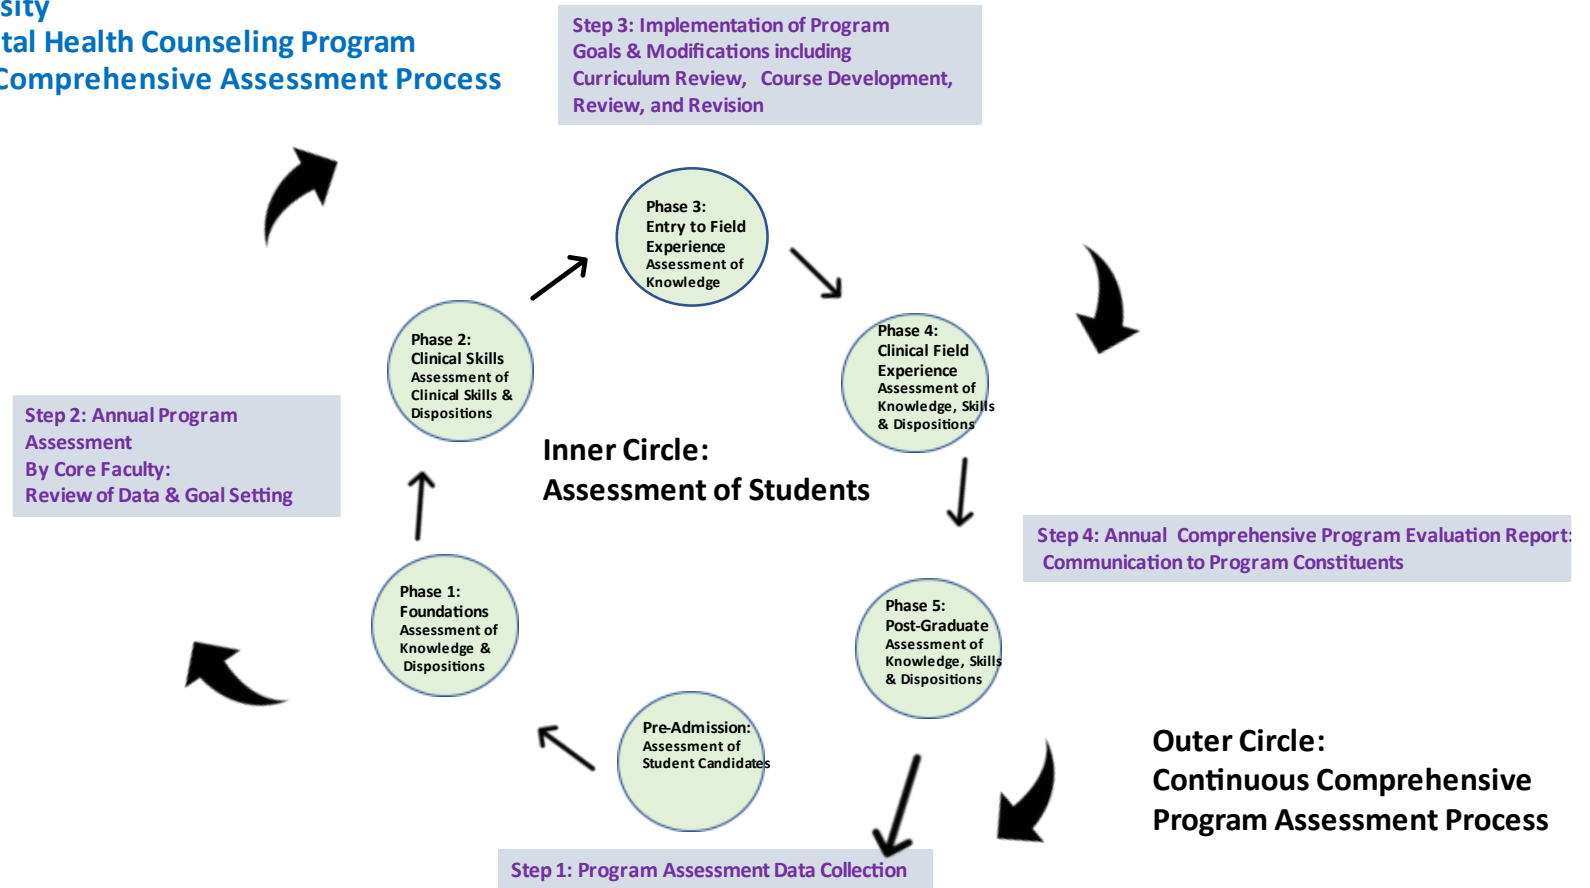 tal Health Counseling Program
Comprehensive Assessment Process
Step 3: Implementation of Program
Goals & Modifications including
Curriculum Review, Course Development,
Review, and Revision
Phase 3:
Entry to Field
Experience
Assessment of
Knowledge
Phase 2:
Clinical Skills
Assessment of
Clinical Skills &
Dispositions
Phase 4:
Clinical Field
Experience
Assessment of
Knowledge, Skills
& Dispositions
Step 2: Annual Program
Assessment
By Core Faculty:
Review of Data & Goal Setting
Inner Circle:
Assessment of Students
Step 4: Annual Comprehensive Program Evaluation Report:
Communication to Program Constituents
Phase 1:
Foundations
Assessment of
Knowledge &
Dispositions
Phase 5:
Post-Graduate
Assessment of
Knowledge, Skills
& Dispositions
Pre-Admission:
Assessment of
Student Candidates
Outer Circle:
Continuous Comprehensive
Program Assessment Process
Step 1: Program Assessment Data Collection